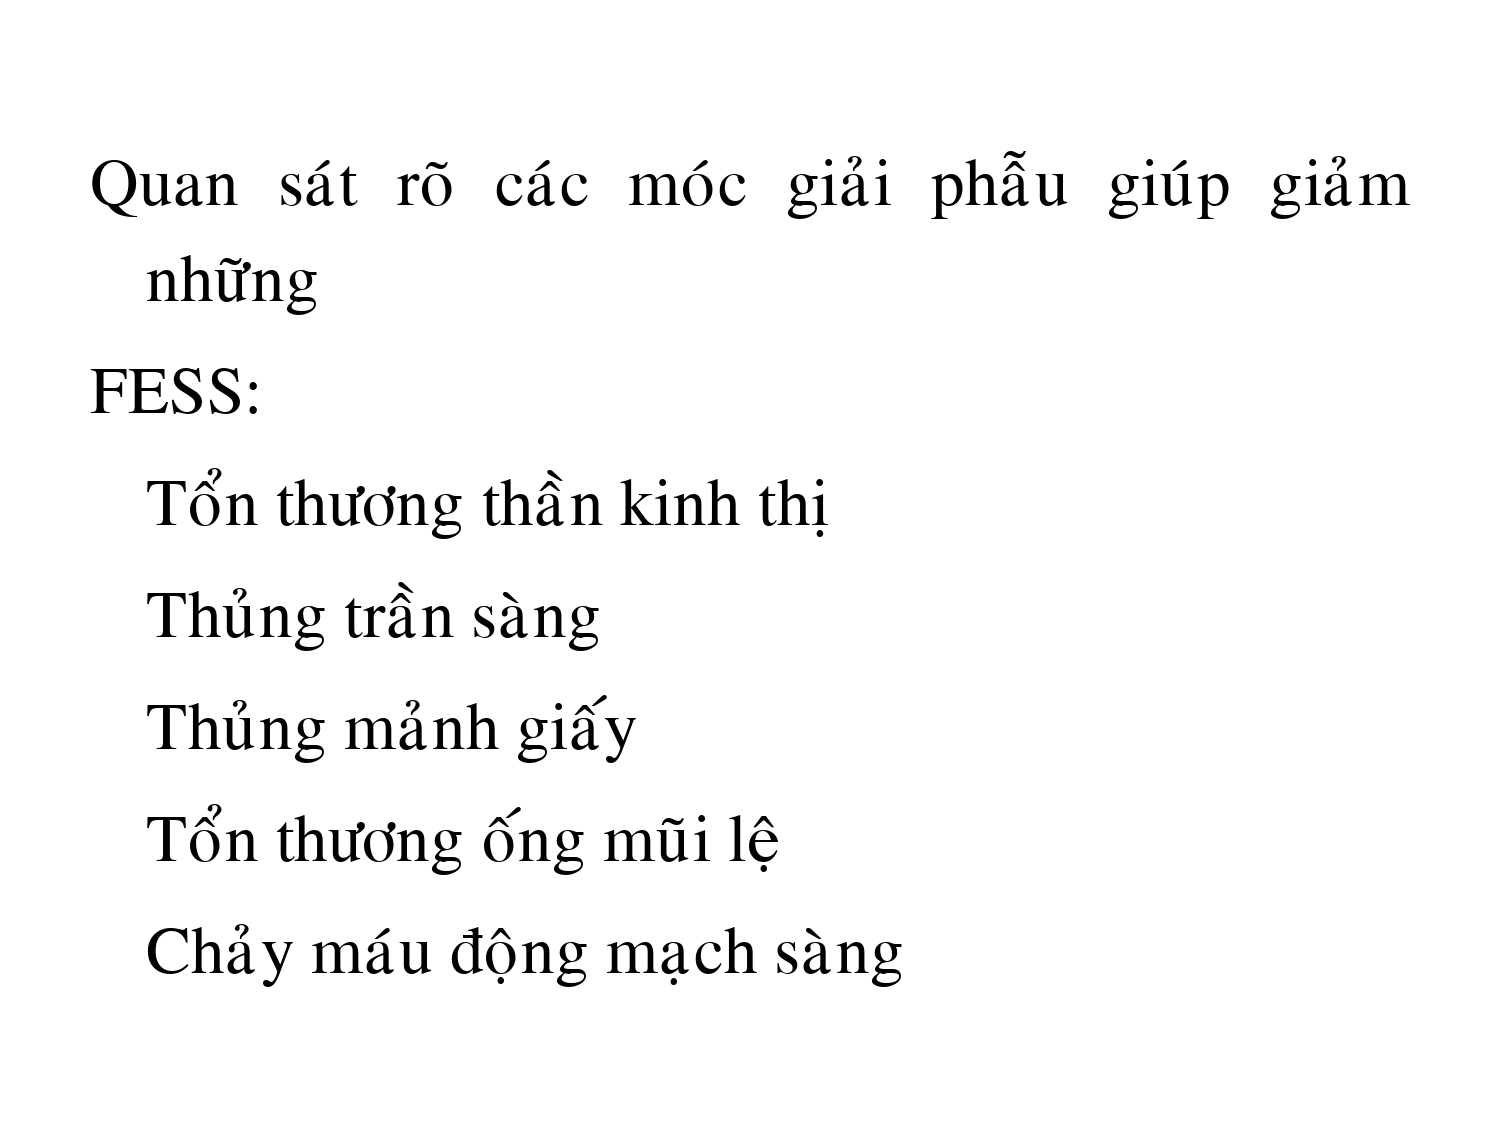 Quan sát rõ các móc giải phẫu giúp giảm
những
FESS:
Tổn thương thần kinh thị
Thủng trần sàng
Thủng mảnh giấy
Tổn thương ống mũi lệ
Chảy máu động mạch sàng